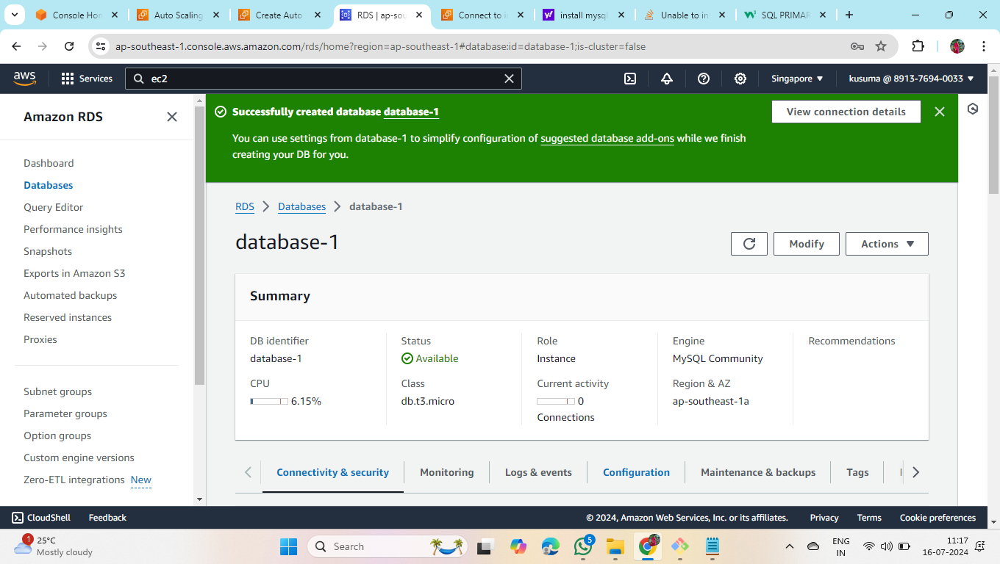 Console Hom
Auto Scaling
Create Auto
RDS | ap-sou
Connect to i
install mysql
Unable to in
SQL PRIMAR
ap-southeast-1.console.aws.amazon.com/rds/home?region=ap-southeast-1#database:id=database-1;is-cluster=false
aws
Services
ec2
Singapore
kusuma @ 8913-7694-0033
Amazon RDS
Dashboard
Databases
Query Editor
Performance insights
Snapshots
Exports in Amazon S3
Automated backups
Reserved instances
Proxies
Subnet groups
Parameter groups
Option groups
Custom engine versions
Zero-ETL integrations New
Successfully created database database-1
View connection details
You can use settings from database-1 to simplify configuration of suggested database add-ons while we finish
creating your DB for you.
RDS
Databases
database-1
database-1
Modify
Actions
Summary
DB identifier
database-1
Status
Available
Role
Instance
Engine
MySQL Community
Recommendations
CPU
6.15%
Class
db.t3.micro
Current activity
0
Connections
Region & AZ
ap-southeast-1a
Connectivity & security
Monitoring
Logs & events
Configuration
Maintenance & backups
Tags
CloudShell
Feedback
© 2024, Amazon Web Services, Inc. or its affiliates.
Privacy
Terms
Cookie preferences
1
25°C
Mostly cloudy
Search
5
ENG
IN
11:17
16-07-2024